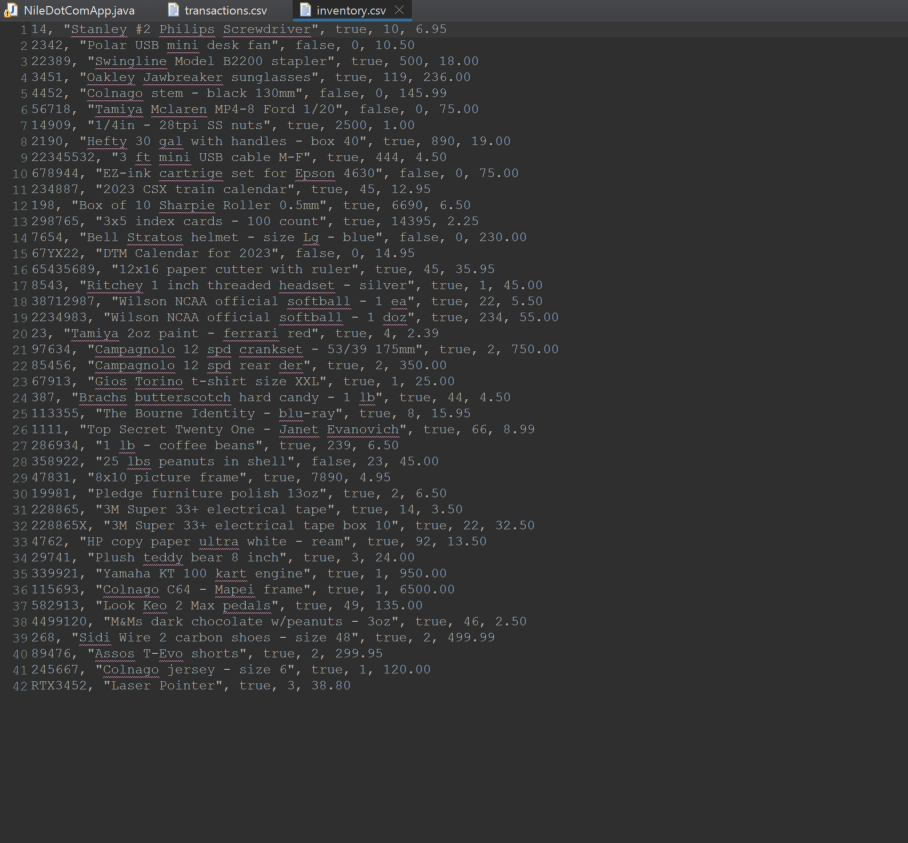 NileDotComApp.java transactions.csv inventory.csv
1 14, "Stanley #2 Philips Screwdriver", true, 10, 6.95
2 2342, "Polar USB mini desk fan", false, 0, 10.50
3 22389, "Swingline Model B2200 stapler", true, 500, 18.00
4 3451, "Oakley Jawbreaker sunglasses", true, 119, 236.00
5 4452, "Colnago stem - black 130mm", false, 0, 145.99
6 56718, "Tamiya Mclaren MP4-8 Ford 1/20", false, 0, 75.00
7 14909, "1/4in - 28tpi SS nuts", true, 2500, 1.00
8 2190, "Hefty 30 gal with handles - box 40", true, 890, 19.00
9 22345532, "3 ft mini USB cable M-F", true, 444, 4.50
10 678944, "EZ-ink cartrige set for Epson 4630", false, 0, 75.00
11 234887, "2023 CSX train calendar", true, 45, 12.95
12 198, "Box of 10 Sharpie Roller 0.5mm", true, 6690, 6.50
13 298765, "3x5 index cards - 100 count", true, 14395, 2.25
14 7654, "Bell Stratos helmet - size Lg - blue", false, 0, 230.00
15 67YX22, "DTM Calendar for 2023", false, 0, 14.95
16 65435689, "12x16 paper cutter with ruler", true, 45, 35.95
17 8543, "Ritchey 1 inch threaded headset - silver", true, 1, 45.00
18 38712987, "Wilson NCAA official softball - 1 ea", true, 22, 5.50
19 2234983, "Wilson NCAA official softball - 1 doz", true, 234, 55.00
20 23, "Tamiya 2oz paint - ferrari red", true, 4, 2.39
21 97634, "Campagnolo 12 spd crankset - 53/39 175mm", true, 2, 750.00
22 85456, "Campagnolo 12 spd rear der", true, 2, 350.00
23 67913, "Gios Torino t-shirt size XXL", true, 1, 25.00
24 387, "Brachs butterscotch hard candy - 1 lb", true, 44, 4.50
25 113355, "The Bourne Identity - blu-ray", true, 8, 15.95
26 1111, "Top Secret Twenty One - Janet Evanovich", true, 66, 8.99
27 286934, "1 lb - coffee beans", true, 239, 6.50
28 358922, "25 lbs peanuts in shell", false, 23, 45.00
29 47831, "8x10 picture frame", true, 7890, 4.95
30 19981, "Pledge furniture polish 13oz", true, 2, 6.50
31 228865, "3M Super 33+ electrical tape", true, 14, 3.50
32 228865X, "3M Super 33+ electrical tape box 10", true, 22, 32.50
33 4762, "HP copy paper ultra white - ream", true, 92, 13.50
34 29741, "Plush teddy bear 8 inch", true, 3, 24.00
35 339921, "Yamaha KT 100 kart engine", true, 1, 950.00
36 115693, "Colnago C64 - Mapei frame", true, 1, 6500.00
37 582913, "Look Keo 2 Max pedals", true, 49, 135.00
38 4499120, "M&Ms dark chocolate w/peanuts - 3oz", true, 46, 2.50
39 268, "Sidi Wire 2 carbon shoes - size 48", true, 2, 499.99
40 89476, "Assos T-Evo shorts", true, 2, 299.95
41 245667, "Colnago jersey - size 6", true, 1, 120.00
42 RTX3452, "Laser Pointer", true, 3, 38.80